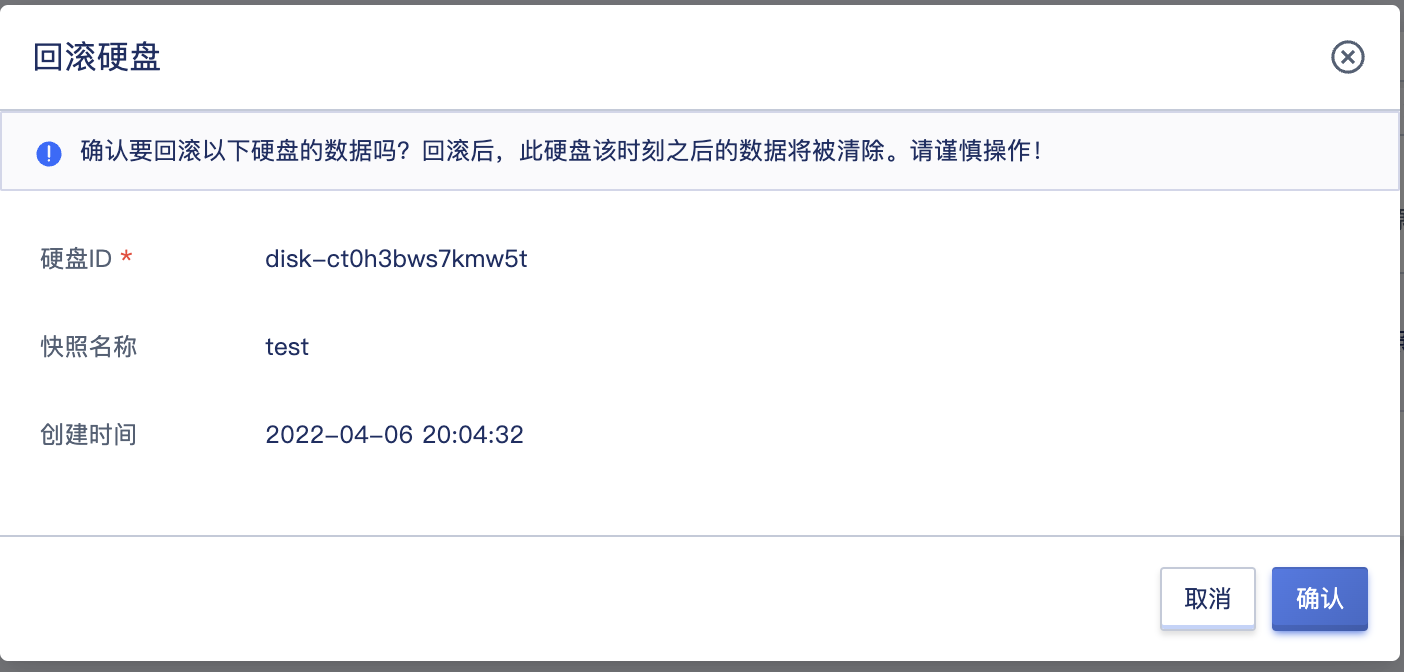 回滚硬盘
确认要回滚以下硬盘的数据吗？回滚后，此硬盘该时刻之后的数据将被清除。请谨慎操作！
硬盘ID * disk-ct0h3bws7kmw5t
快照名称 test
创建时间 2022-04-06 20:04:32
取消 确认